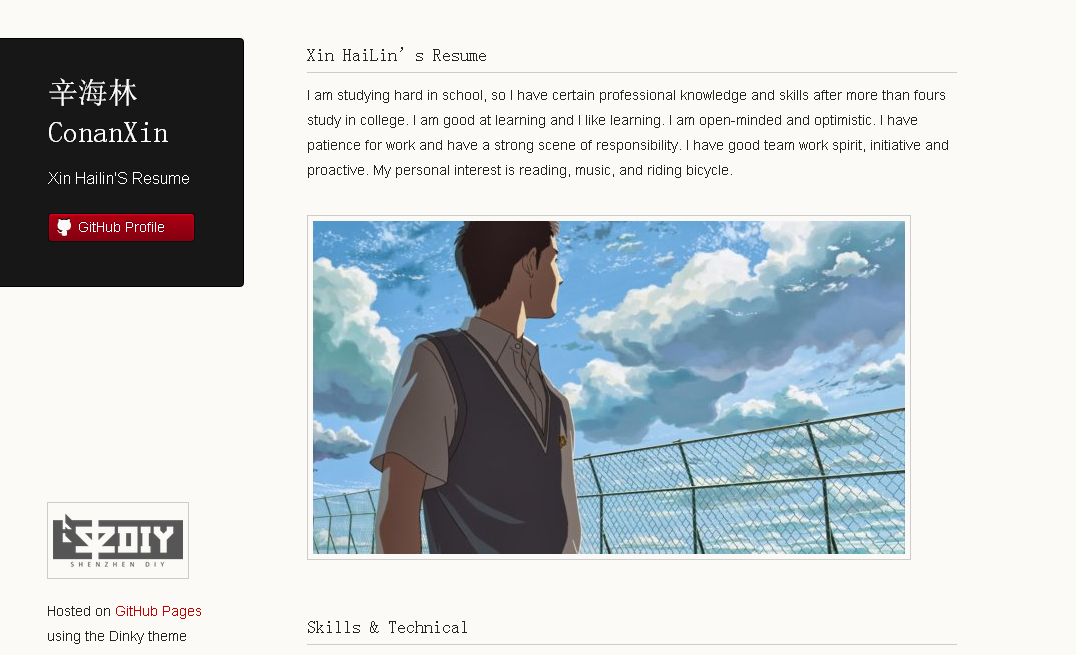 辛海林
ConanXin
Xin Hailin'S Resume
GitHub Profile
Xin HaiLin’s Resume
I am studying hard in school, so I have certain professional knowledge and skills after more than fours
study in college. I am good at learning and I like learning. I am open-minded and optimistic. I have
patience for work and have a strong scene of responsibility. I have good team work spirit, initiative and
proactive. My personal interest is reading, music, and riding bicycle.
DIY
SHENZHEN DIY
Hosted on GitHub Pages
using the Dinky theme
Skills & Technical